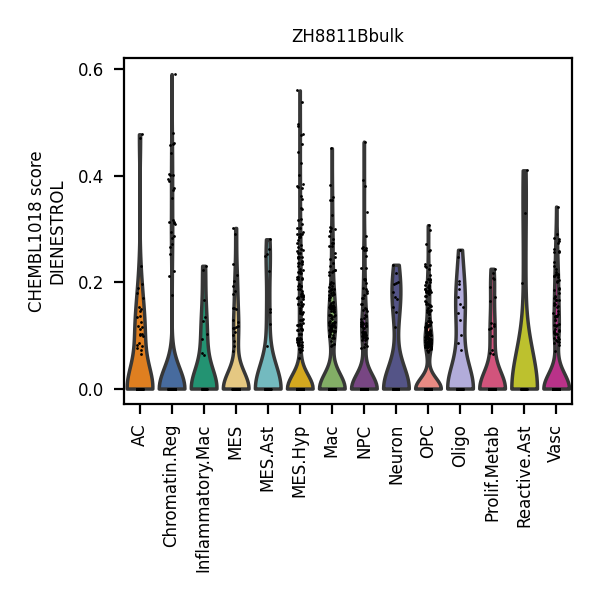 ZH8811Bbulk
CHEMBL1018 score
DIENESTROL
0.6
0.4
0.2
0.0
AC
Chromatin.Reg
Inflammatory.Mac
MES
MES.Ast
MES.Hyp
Mac
NPC
Neuron
OPC
Oligo
Prolif.Metab
Reactive.Ast
Vasc